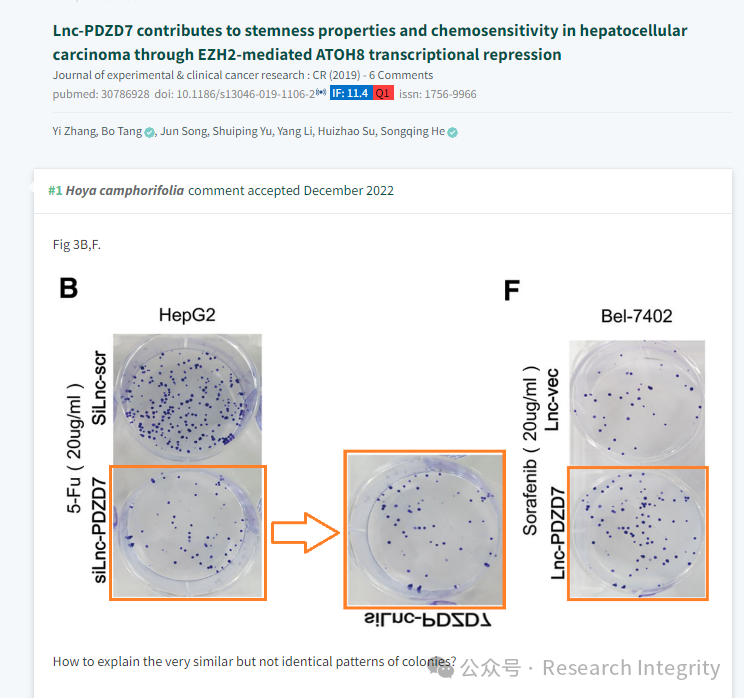 Lnc-PDZD7 contributes to stemness properties and chemosensitivity in hepatocellular
carcinoma through EZH2-mediated ATOH8 transcriptional repression
Journal of experimental & clinical cancer research : CR (2019) - 6 Comments
pubmed: 30786928 doi: 10.1186/s13046-019-1106-2 IF: 11.4 Q1 issn: 1756-9966
Yi Zhang, Bo Tang, Jun Song, Shuiping Yu, Yang Li, Huizhao Su, Songqing He
#1 Hoya camphorifolia comment accepted December 2022
Fig 3B,F.
B
HepG2
5-Fu ( 20ug/ml )
SiLnc-scr
siLnc-PDZD7
siLnc-PDZD7
F
Bel-7402
Sorafenib ( 20ug/ml )
Lnc-vec
Lnc-PDZD7
How to explain the very similar but not identical patterns of colonies?
公众号 · Research Integrity